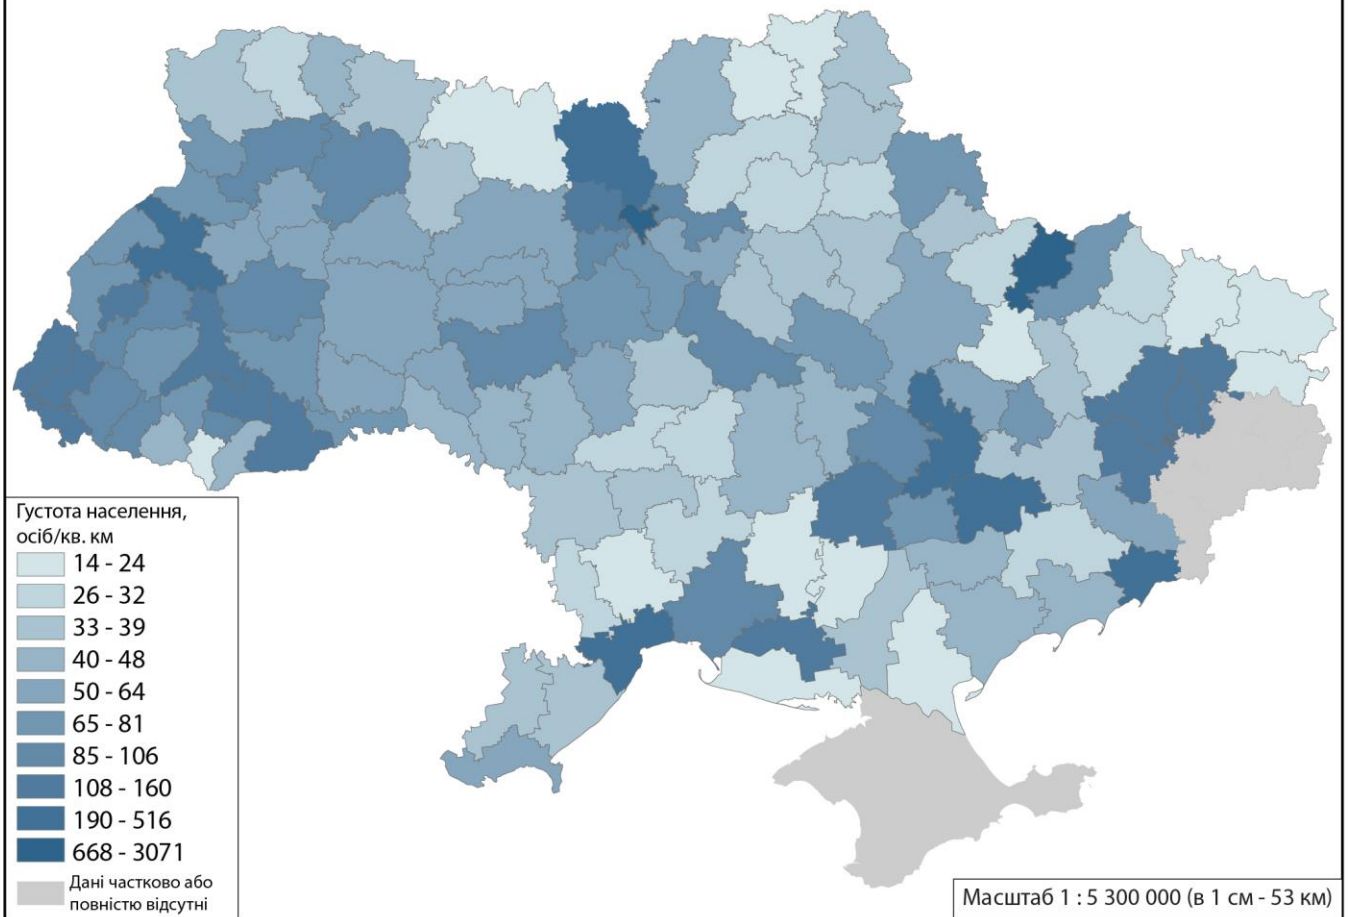 Густота населення,
осіб/кв. км
14 - 24
26 - 32
33 - 39
40 - 48
50 - 64
65 - 81
85 - 106
108 - 160
190 - 516
668 - 3071
Дані частково або
повністю відсутні
Масштаб 1 : 5 300 000 (в 1 см - 53 км)